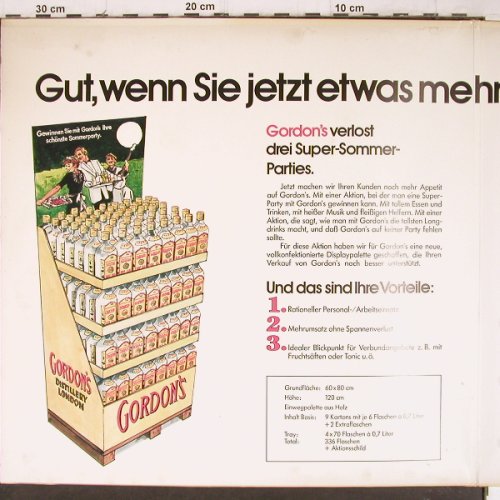 30 cm 20 cm 10 cm
Gut, wenn Sie jetzt etwas mehr
Gewinnen Sie mit Gordon's Ihre
schönste Sommerparty.
GORDON'S
DISTILLERY
LONDON
GORDON'S
Gordon's verlost
drei Super-Sommer-
Parties.
Jetzt machen wir Ihren Kunden noch mehr Appetit
auf Gordon's. Mit einer Aktion, bei der man eine Super-
Party mit Gordon's gewinnen kann. Mit tollem Essen und
Trinken, mit heißer Musik und fleißigen Helfern. Mit einer
Aktion, die sagt, wie man mit Gordon's die tollsten Long-
drinks macht, und daß Gordon's auf keiner Party fehlen
sollte.
Für diese Aktion haben wir für Gordon's eine neue,
vollkonfektionierte Displaypalette geschaffen, die Ihren
Verkauf von Gordon's noch besser unterstützt.
Und das sind Ihre Vorteile:
1. Rationeller Personal-/Arbeitseinsatz
2. Mehrumsatz ohne Spannenverlust
3. Idealer Blickpunkt für Verbundangebote z. B. mit
Fruchtsäften oder Tonic u.ä.
Grundfläche: 60 x 80 cm
Höhe: 120 cm
Einwegpalette aus Holz
Inhalt Basis: 9 Kartons mit je 6 Flaschen à 0,7 Liter
+ 2 Extraflaschen
Tray: 4 x 70 Flaschen à 0,7 Liter
Total: 336 Flaschen
+ Aktionsschild